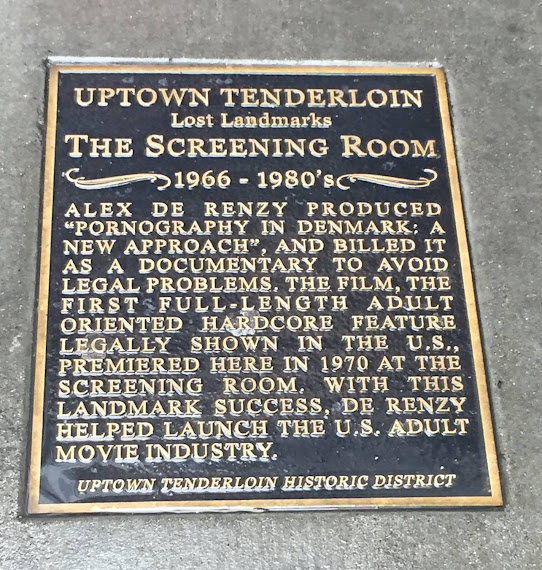 UPTOWN TENDERLOIN
Lost Landmarks
THE SCREENING ROOM
1966 - 1980's
ALEX DE RENZY PRODUCED
"PORNOGRAPHY IN DENMARK: A
NEW APPROACH", AND BILLED IT
AS A DOCUMENTARY TO AVOID
LEGAL PROBLEMS. THE FILM, THE
FIRST FULL-LENGTH ADULT
ORIENTED HARDCORE FEATURE
LEGALLY SHOWN IN THE U.S.,
PREMIERED HERE IN 1970 AT THE
SCREENING ROOM. WITH THIS
LANDMARK SUCCESS, DE RENZY
HELPED LAUNCH THE U.S. ADULT
MOVIE INDUSTRY.
UPTOWN TENDERLOIN HISTORIC DISTRICT